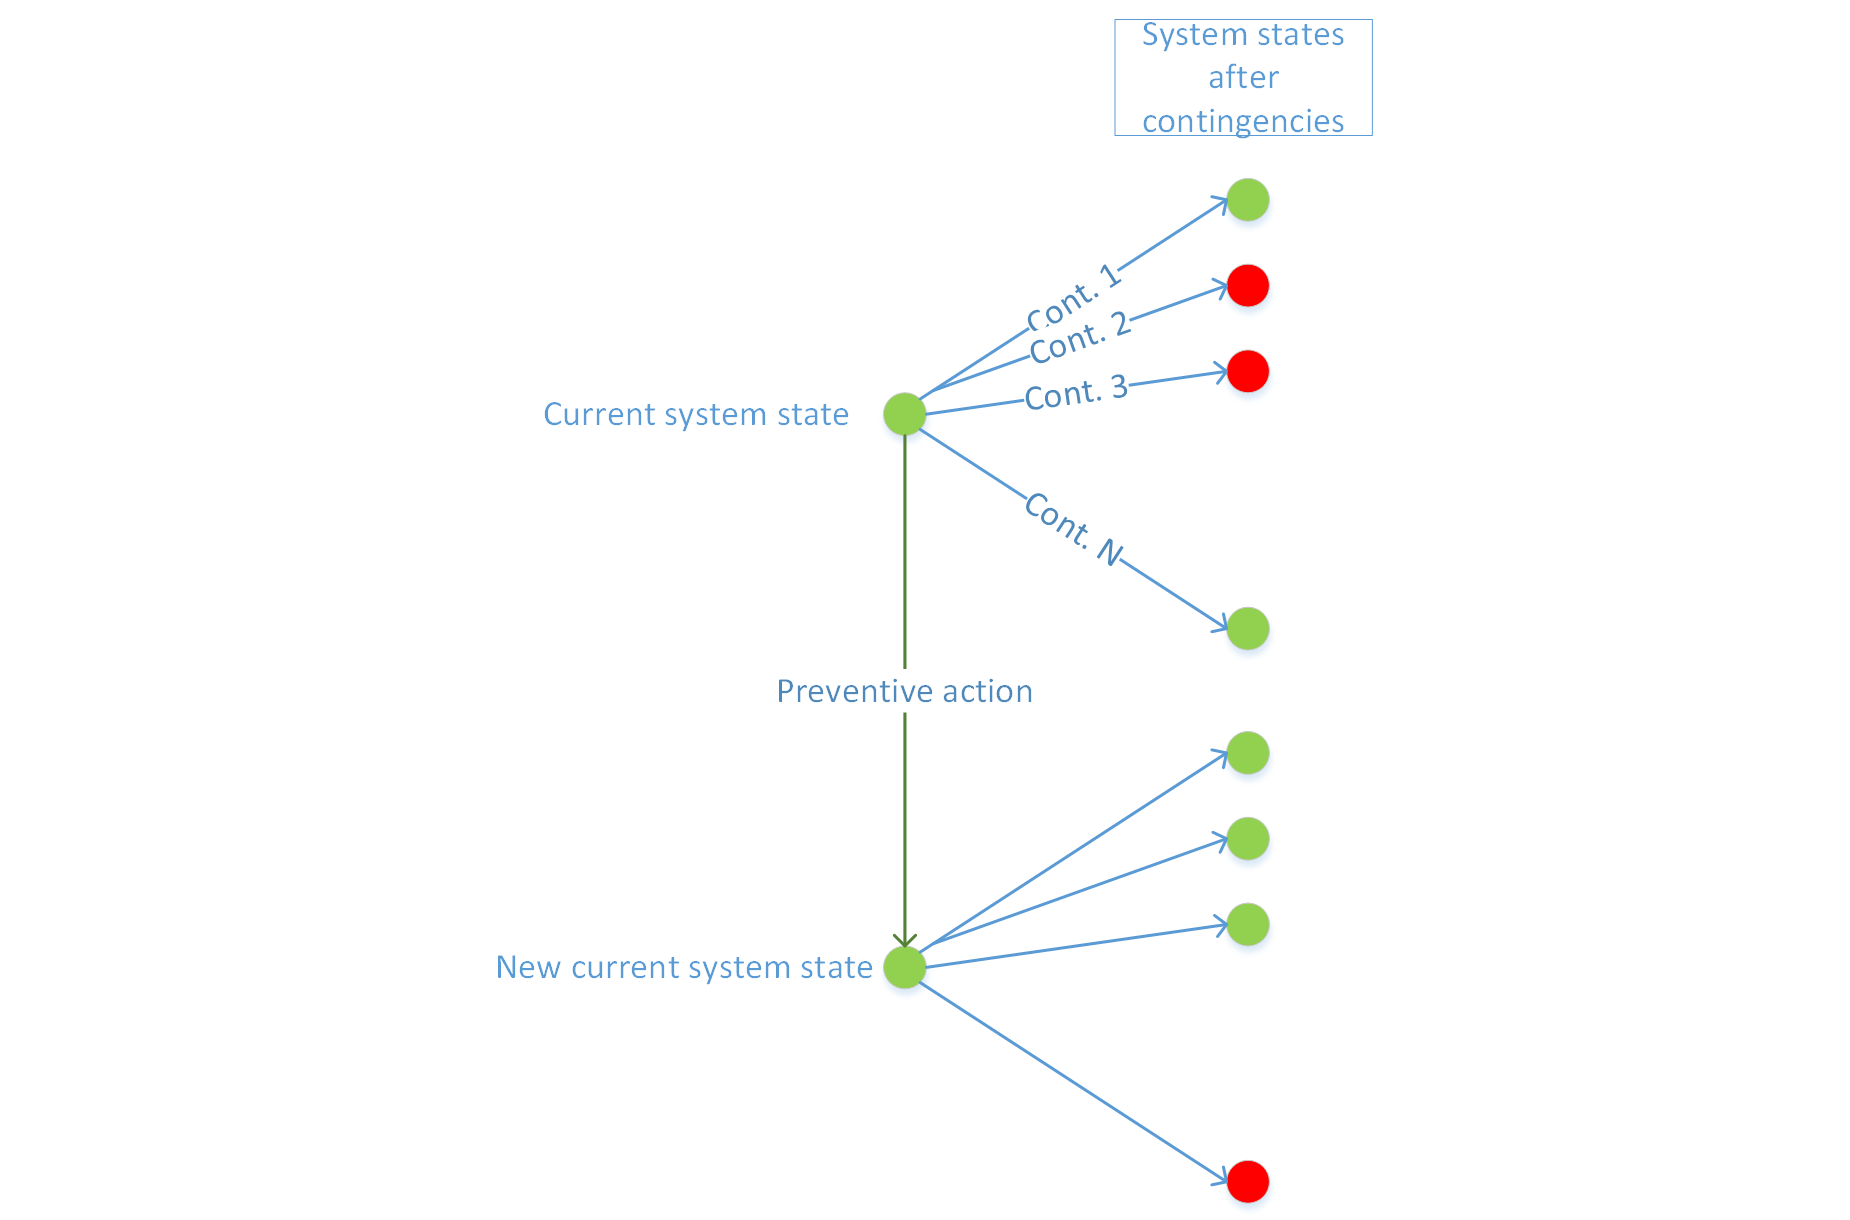 System states
after
contingencies
Cont. 1
Cont. 2
Cont. 3
Current system state
Cont. N
Preventive action
New current system state